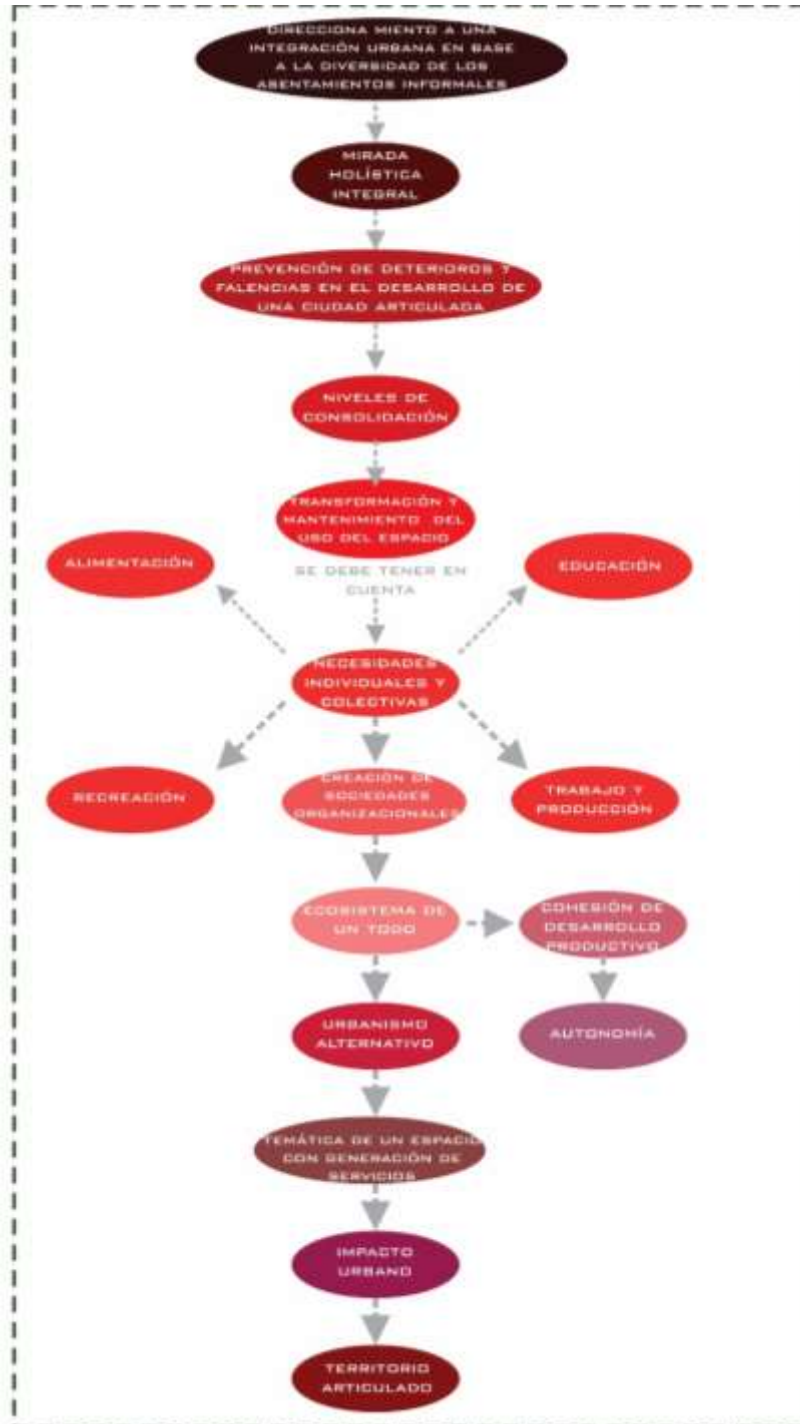 DIRECCIONA MIENTO A UNA
INTEGRACIÓN URBANA EN BASE
A LA DIVERSIDAD DE LOS
ASENTAMIENTOS INFORMALES
MIRADA
HOLÍSTICA
INTEGRAL
PREVENCIÓN DE DETERIOROS Y
FALENCIAS EN EL DESARROLLO DE
UNA CIUDAD ARTICULADA
NIVELES DE
CONSOLIDACIÓN
TRANSFORMACIÓN Y
MANTENIMIENTO DEL
USO DEL ESPACIO
ALIMENTACIÓN
EDUCACIÓN
SE DEBE TENER EN
CUENTA
NECESIDADES
INDIVIDUALES Y
COLECTIVAS
RECREACIÓN
CREACIÓN DE
SOCIEDADES
ORGANIZACIONALES
TRABAJO Y
PRODUCCIÓN
ECOSISTEMA DE
UN TODO
COHESIÓN DE
DESARROLLO
PRODUCTIVO
URBANISMO
ALTERNATIVO
AUTONOMÍA
TEMÁTICA DE UN ESPACIO
CON GENERACIÓN DE
SERVICIOS
IMPACTO
URBANO
TERRITORIO
ARTICULADO